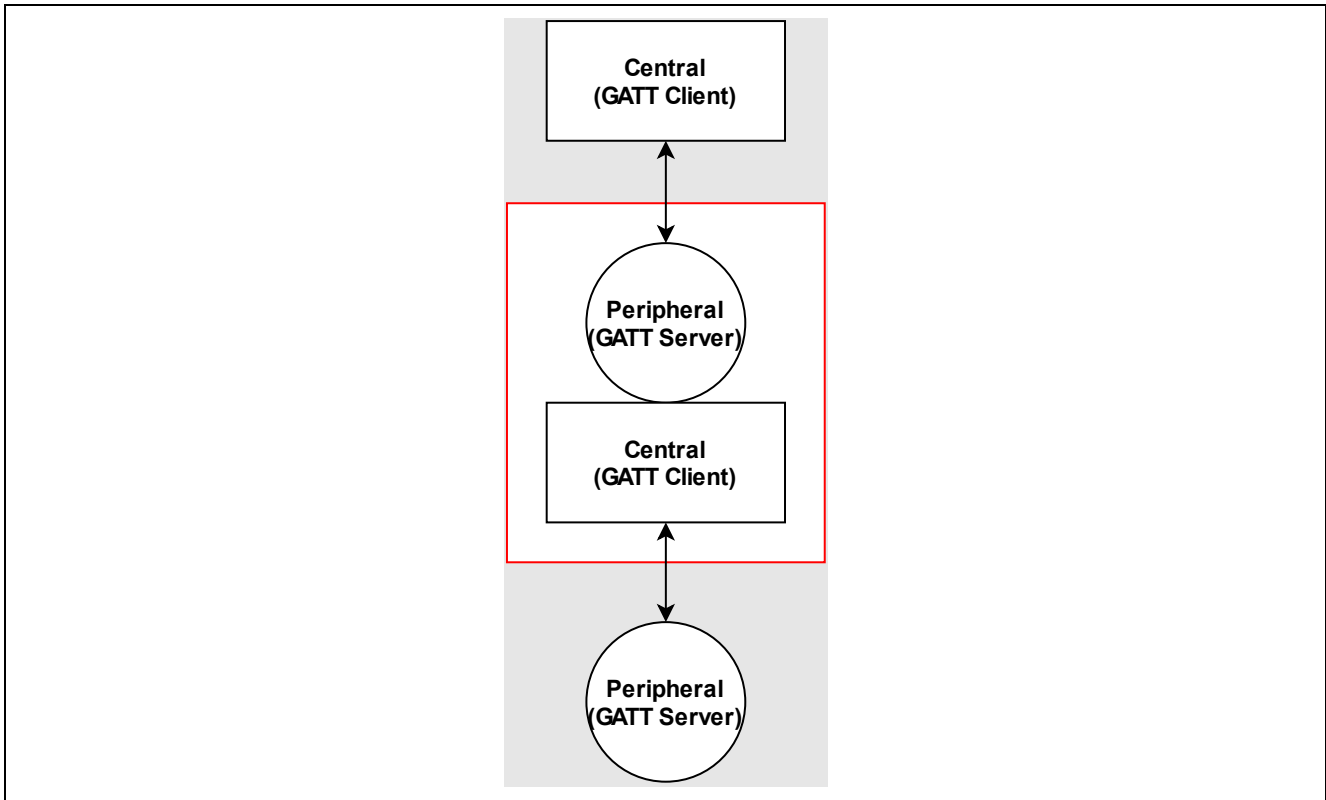 Central
(GATT Client)
Peripheral
(GATT Server)
Central
(GATT Client)
Peripheral
(GATT Server)